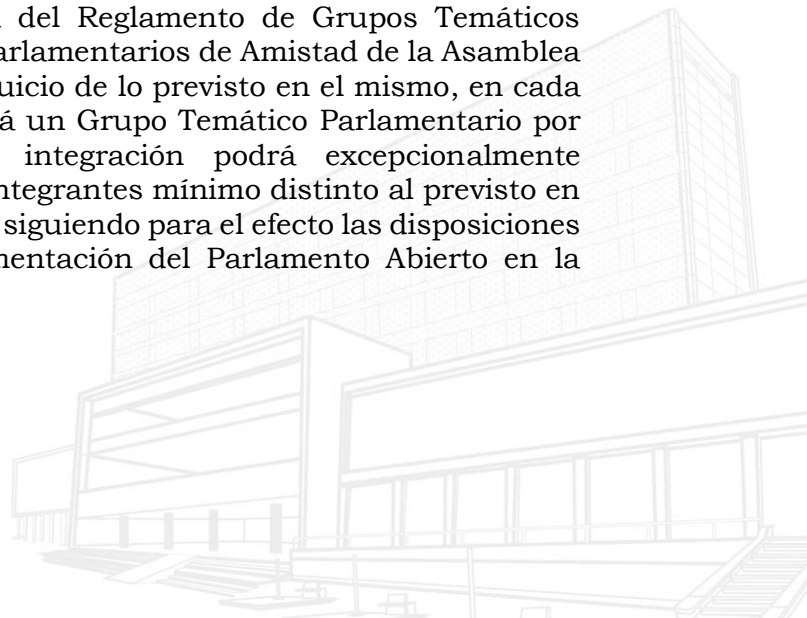 del Reglamento de Grupos Temáticos
arlamentarios de Amistad de la Asamblea
uicio de lo previsto en el mismo, en cada
á un Grupo Temático Parlamentario por
integración podrá excepcionalmente
ntegrantes mínimo distinto al previsto en
siguiendo para el efecto las disposiciones
mentación del Parlamento Abierto en la